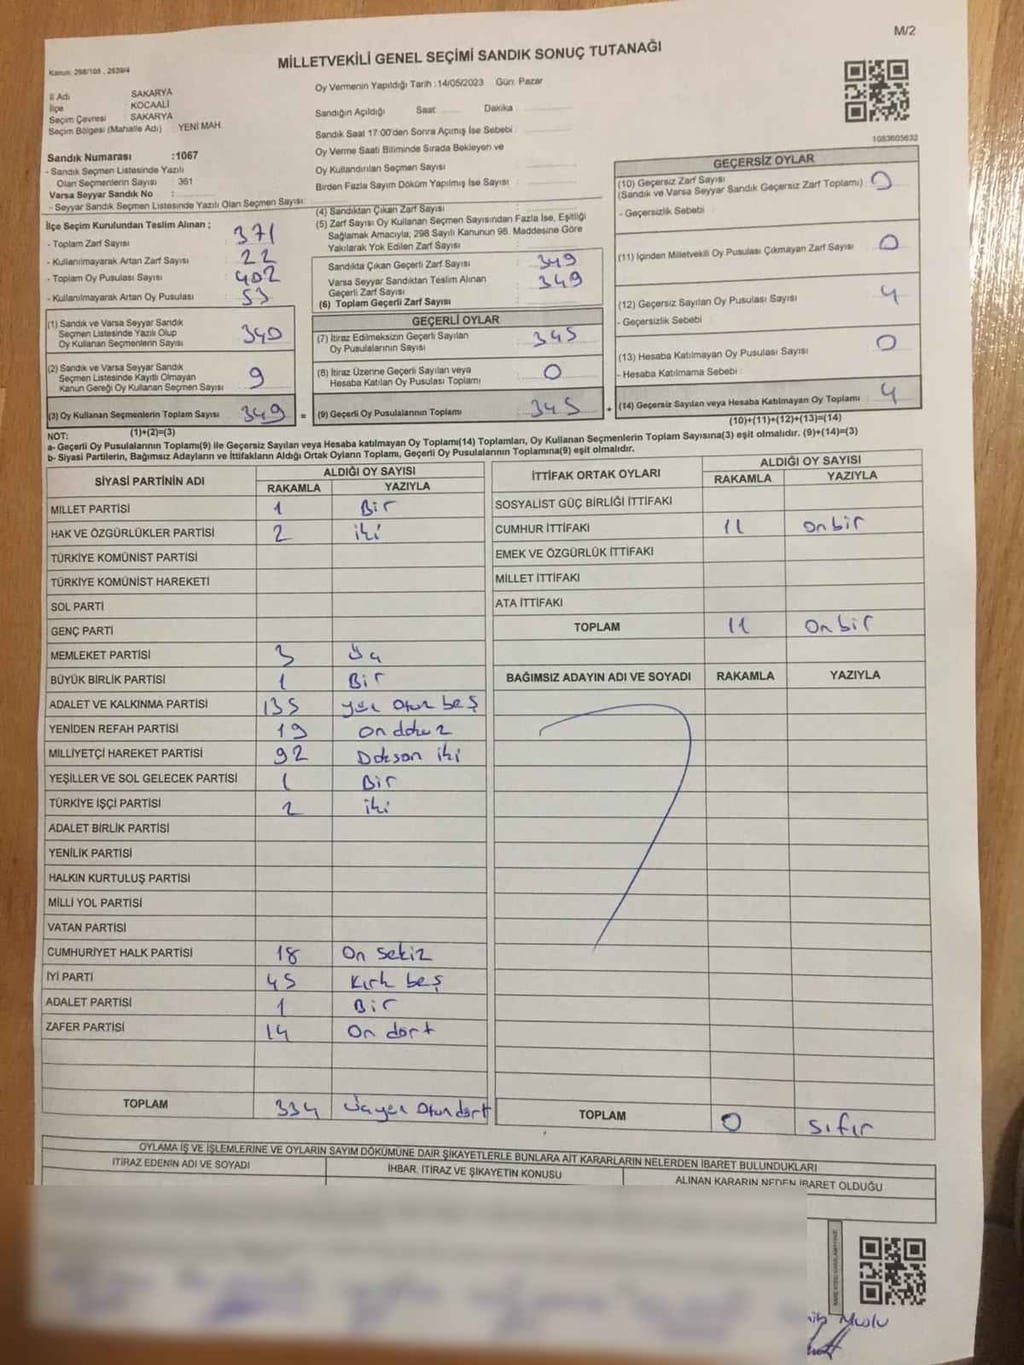 M/2
MİLLETVEKİLİ GENEL SEÇİMİ SANDIK SONUÇ TUTANAĞI
Kanun: 298/105 , 2839/4
İl Adı SAKARYA
İlçe KOCAALİ
Seçim Çevresi SAKARYA
Seçim Bölgesi (Mahalle Adı) YENİ MAH.
Sandık Numarası :1067
- Sandık Seçmen Listesinde Yazılı
Olan Seçmenlerin Sayısı : 361
Varsa Seyyar Sandık No :
- Seyyar Sandık Seçmen Listesinde Yazılı Olan Seçmen Sayısı:
Oy Vermenin Yapıldığı Tarih : 14/05/2023 Gün: Pazar
Sandığın Açıldığı Saat Dakika
Sandık Saat 17:00'den Sonra Açımış İse Sebebi
Oy Verme Saati Bitiminde Sırada Bekleyen ve
Oy Kullandırılan Seçmen Sayısı :
Birden Fazla Sayım Döküm Yapılmış İse Sayısı :
1083605632
İlçe Seçim Kurulundan Teslim Alınan ;
- Toplam Zarf Sayısı : 371
- Kullanılmayarak Artan Zarf Sayısı : 22
- Toplam Oy Pusulası Sayısı : 402
- Kullanılmayarak Artan Oy Pusulası : 53
(1) Sandık ve Varsa Seyyar Sandık
Seçmen Listesinde Yazılı Olup
Oy Kullanan Seçmenlerin Sayısı 340
(2) Sandık ve Varsa Seyyar Sandık
Seçmen Listesinde Kayıtlı Olmayan
Kanun Gereği Oy Kullanan Seçmen Sayısı 9
(3) Oy Kullanan Seçmenlerin Toplam Sayısı 349
(1)+(2)=(3)
(4) Sandıktan Çıkan Zarf Sayısı :
(5) Zarf Sayısı Oy Kullanan Seçmen Sayısından Fazla İse, Eşitliği
Sağlamak Amacıyla, 298 Sayılı Kanunun 98. Maddesine Göre
Yakılarak Yok Edilen Zarf Sayısı :
Sandıkta Çıkan Geçerli Zarf Sayısı : 349
Varsa Seyyar Sandıktan Teslim Alınan
Geçerli Zarf Sayısı : 349
(6) Toplam Geçerli Zarf Sayısı :
GEÇERLİ OYLAR
(7) İtiraz Edilmeksizin Geçerli Sayılan
Oy Pusulalarının Sayısı 345
(8) İtiraz Üzerine Geçerli Sayılan veya
Hesaba Katılan Oy Pusulası Toplamı 0
= (9) Geçerli Oy Pusulalarının Toplamı 345 +
GEÇERSİZ OYLAR
(10) Geçersiz Zarf Sayısı
(Sandık ve Varsa Seyyar Sandık Geçersiz Zarf Toplamı) 0
- Geçersizlik Sebebi :
(11) İçinden Milletvekili Oy Pusulası Çıkmayan Zarf Sayısı 0
(12) Geçersiz Sayılan Oy Pusulası Sayısı 4
- Geçersizlik Sebebi :
(13) Hesaba Katılmayan Oy Pusulası Sayısı 0
- Hesaba Katılmama Sebebi :
(14) Geçersiz Sayılan veya Hesaba Katılmayan Oy Toplamı 4
(10)+(11)+(12)+(13)=(14)
NOT:
a- Geçerli Oy Pusulaların Toplamı(9) ile Geçersiz Sayılan veya Hesaba katılmayan Oy Toplamı(14) Toplamları, Oy Kullanan Seçmenlerin Toplam Sayısına(3) eşit olmalıdır. (9)+(14)=(3)
b- Siyasi Partilerin, Bağımsız Adayların ve İttifakların Aldığı Ortak Oyların Toplamı, Geçerli Oy Pusulalarının Toplamına(9) eşit olmalıdır.
SİYASİ PARTİNİN ADI ALDIĞI OY SAYISI
RAKAMLA YAZIYLA
MİLLET PARTİSİ 1 Bir
HAK VE ÖZGÜRLÜKLER PARTİSİ 2 iki
TÜRKİYE KOMÜNİST PARTİSİ
TÜRKİYE KOMÜNİST HAREKETİ
SOL PARTİ
GENÇ PARTİ
MEMLEKET PARTİSİ 3 Üç
BÜYÜK BİRLİK PARTİSİ 1 Bir
ADALET VE KALKINMA PARTİSİ 135 yüz Otuz beş
YENİDEN REFAH PARTİSİ 19 on dokuz
MİLLİYETÇİ HAREKET PARTİSİ 92 Doksan iki
YEŞİLLER VE SOL GELECEK PARTİSİ 1 Bir
TÜRKİYE İŞÇİ PARTİSİ 2 iki
ADALET BİRLİK PARTİSİ
YENİLİK PARTİSİ
HALKIN KURTULUŞ PARTİSİ
MİLLİ YOL PARTİSİ
VATAN PARTİSİ
CUMHURİYET HALK PARTİSİ 18 On sekiz
İYİ PARTİ 45 Kırk beş
ADALET PARTİSİ 1 Bir
ZAFER PARTİSİ 14 On dört
TOPLAM 334 Üçyüz Otuzdört
İTTİFAK ORTAK OYLARI ALDIĞI OY SAYISI
RAKAMLA YAZIYLA
SOSYALİST GÜÇ BİRLİĞİ İTTİFAKI
CUMHUR İTTİFAKI 11 On bir
EMEK VE ÖZGÜRLÜK İTTİFAKI
MİLLET İTTİFAKI
ATA İTTİFAKI
TOPLAM 11 On bir
BAĞIMSIZ ADAYIN ADI VE SOYADI RAKAMLA YAZIYLA
TOPLAM 0 Sıfır
OYLAMA İŞ VE İŞLEMLERİNE VE OYLARIN SAYIM DÖKÜMÜNE DAİR ŞİKAYETLERLE BUNLARA AİT KARARLARIN NELERDEN İBARET BULUNDUKLARI
İTİRAZ EDENİN ADI VE SOYADI İHBAR, İTİRAZ VE ŞİKAYETİN KONUSU ALINAN KARARIN NEDEN İBARET OLDUĞU